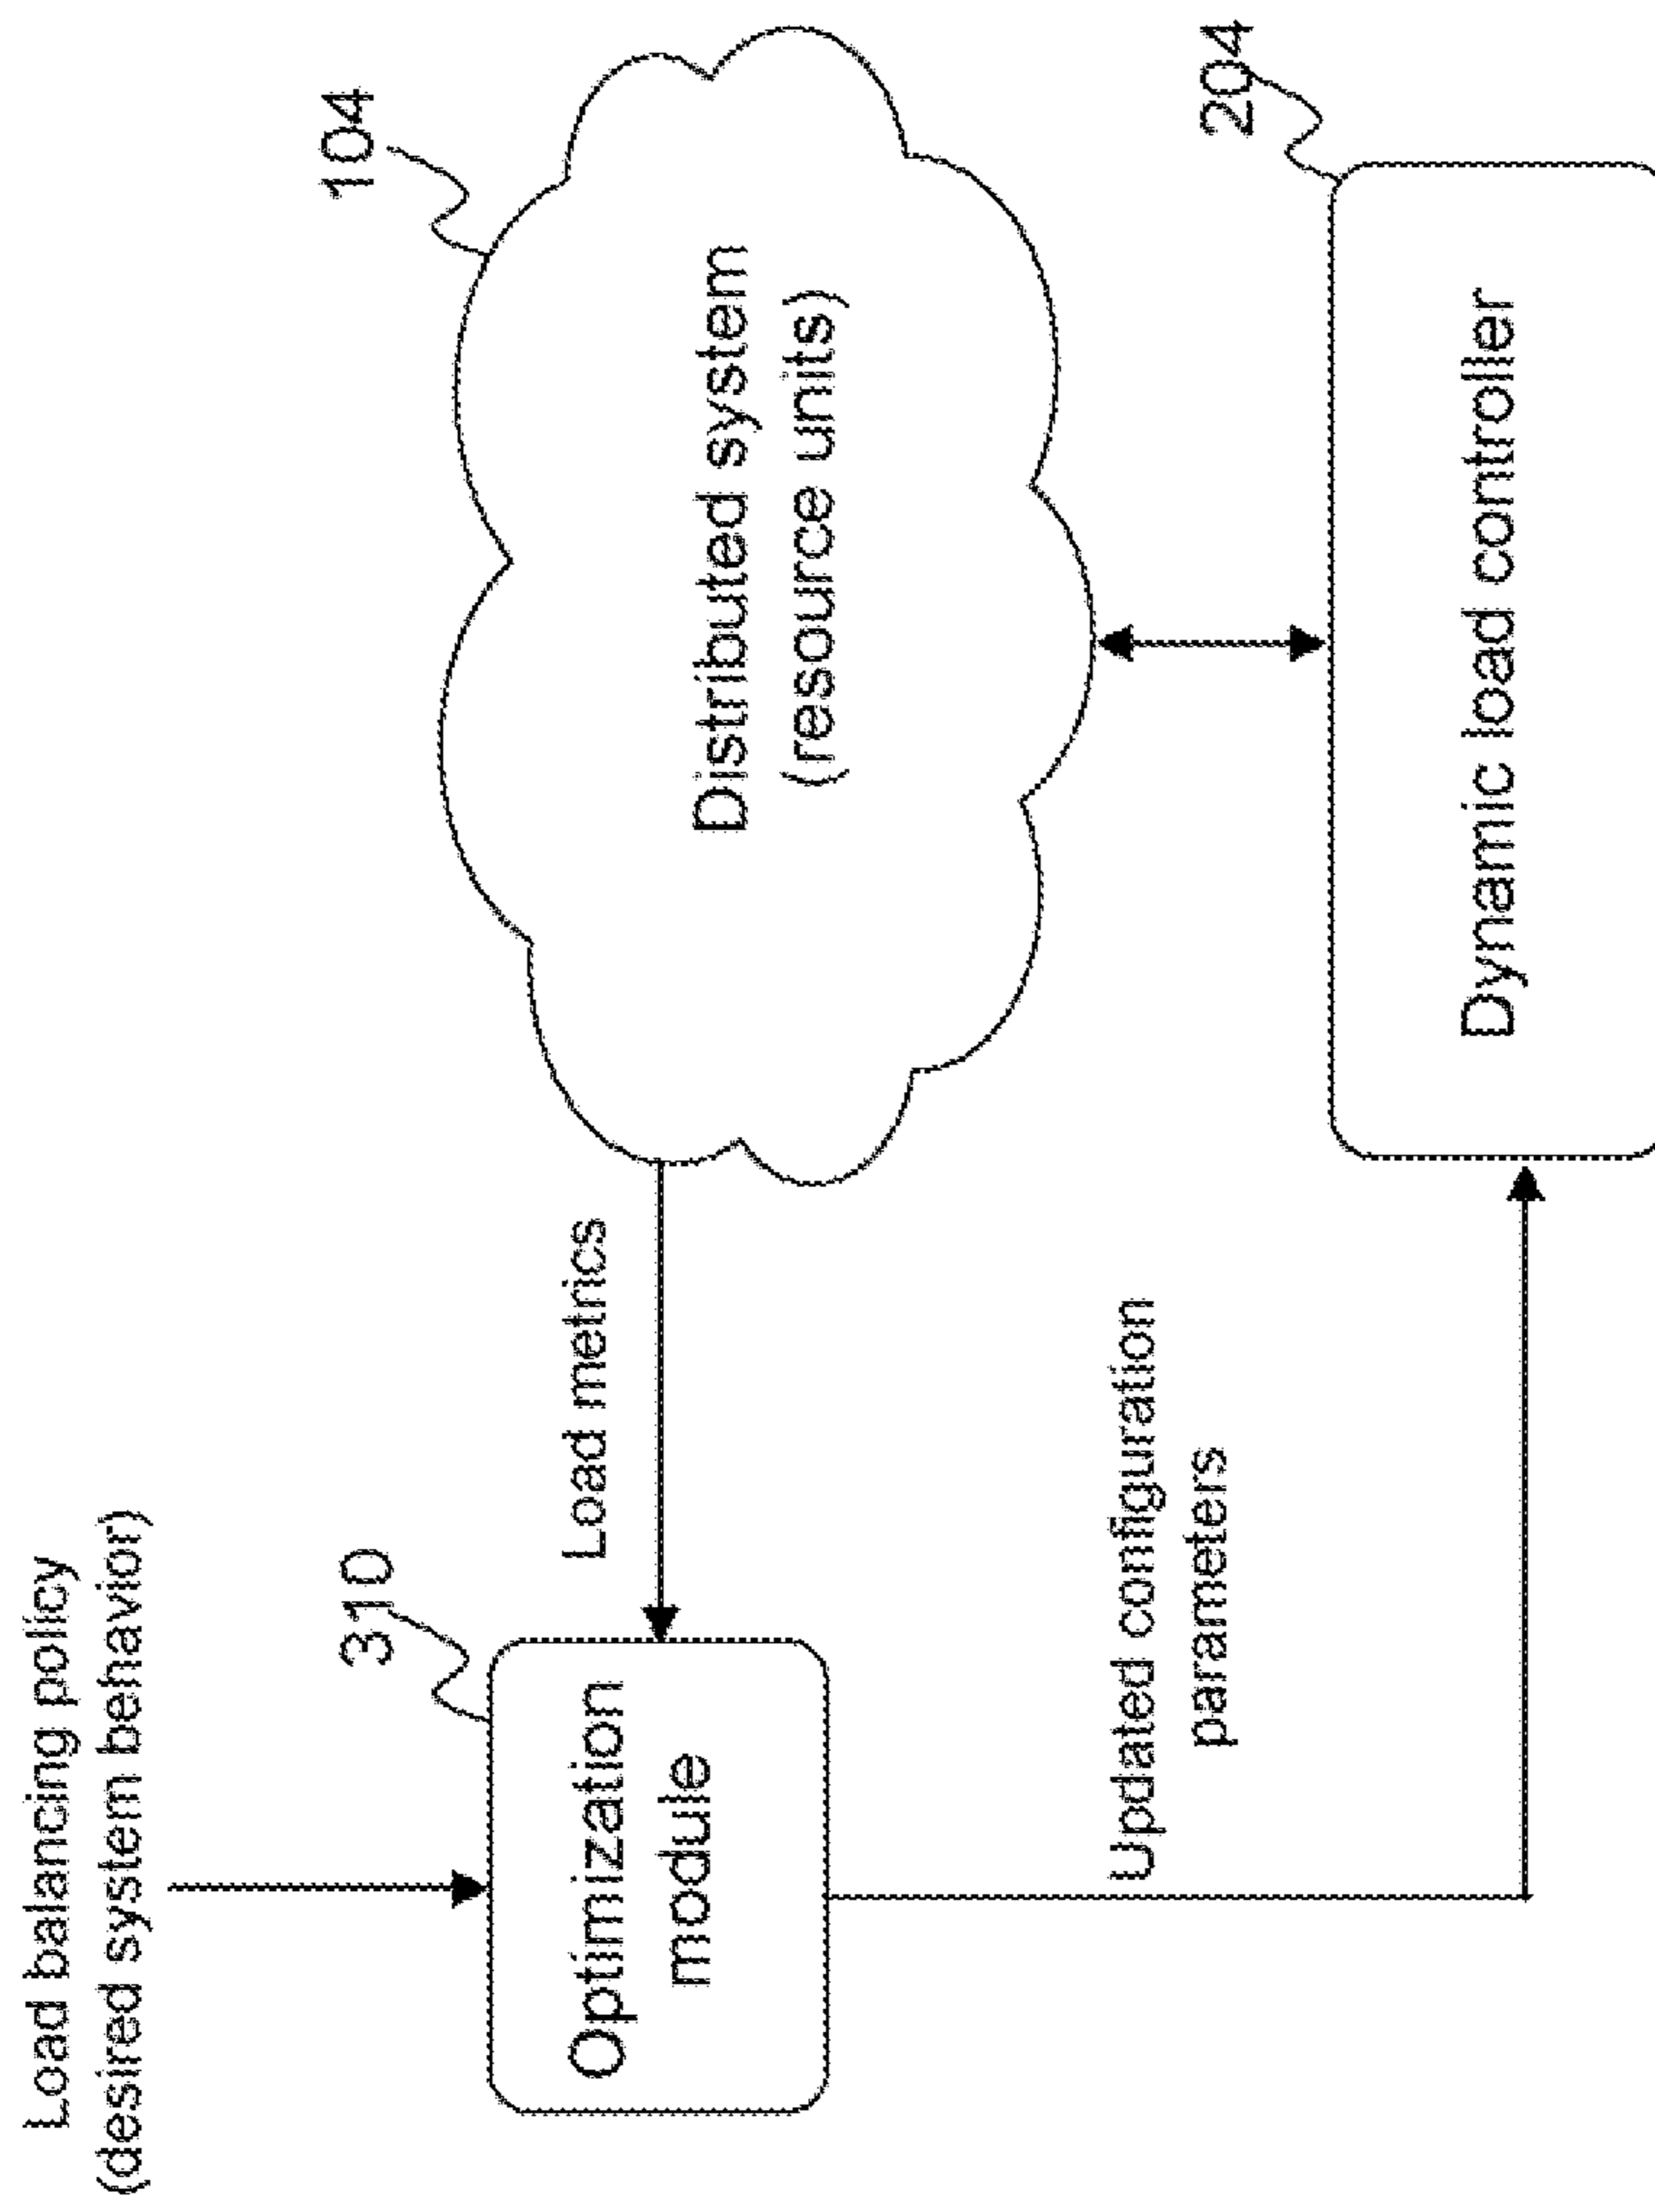 Load balancing policy
(desired system behavior)
310
Optimization
module
Load metrics
104
Distributed system
(resource units)
Updated configuration
parameters
204
Dynamic load controller